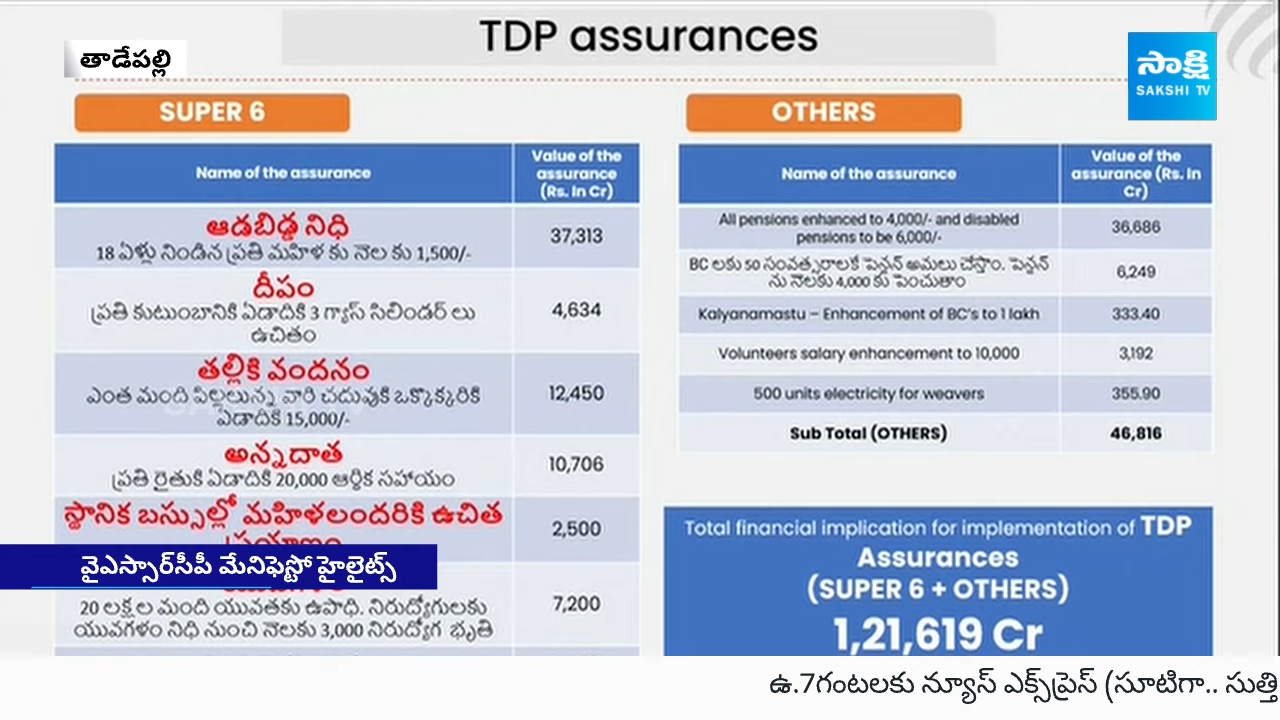 TDP assurances
తాడేపల్లి
సాక్షి
SAKSHI TV
SUPER 6
Name of the assurance
Value of the
assurance
(Rs. In Cr)
ఆడబిడ్డ నిధి
18 ఏళ్లు నిండిన ప్రతి మహిళ కు నెల కు 1,500/-
37,313
దీపం
ప్రతి కుటుంబానికి ఏడాదికి 3 గ్యాస్ సిలిండర్ లు
ఉచితం
4,634
తల్లికి వందనం
ఎంత మంది పిల్లలున్న వారి చదువుకి ఒక్కొక్కరికి
ఏడాదికి 15,000/-
12,450
అన్నదాత
ప్రతి రైతుకి ఏడాదికి 20,000 ఆర్థిక సహాయం
10,706
స్థానిక బస్సుల్లో మహిళలందరికి ఉచిత
2,500
20 లక్షల మంది యువతకు ఉపాధి. నిరుద్యోగులకు
యువగళం నిధి నుంచి నెలకు 3,000 నిరుద్యోగ భృతి
7,200
OTHERS
Name of the assurance
Value of the
assurance (Rs. In
Cr)
All pensions enhanced to 4,000/- and disabled
pensions to be 6,000/-
36,686
BC లకు 50 సంవత్సరాలకే పెన్షన్ అమలు చేస్తాం. పెన్షన్
ను నెలకు 4,000 కు పెంచుతాం
6,249
Kalyanamastu – Enhancement of BC's to 1 lakh
333.40
Volunteers salary enhancement to 10,000
3,192
500 units electricity for weavers
355.90
Sub Total (OTHERS)
46,816
Total financial implication for implementation of TDP
Assurances
(SUPER 6 + OTHERS)
1,21,619 Cr
వైఎస్సార్‌సీపీ మేనిఫెస్టో హైలైట్స్
ఉ.7గంటలకు న్యూస్ ఎక్స్‌ప్రెస్ (సూటిగా.. సుత్తి